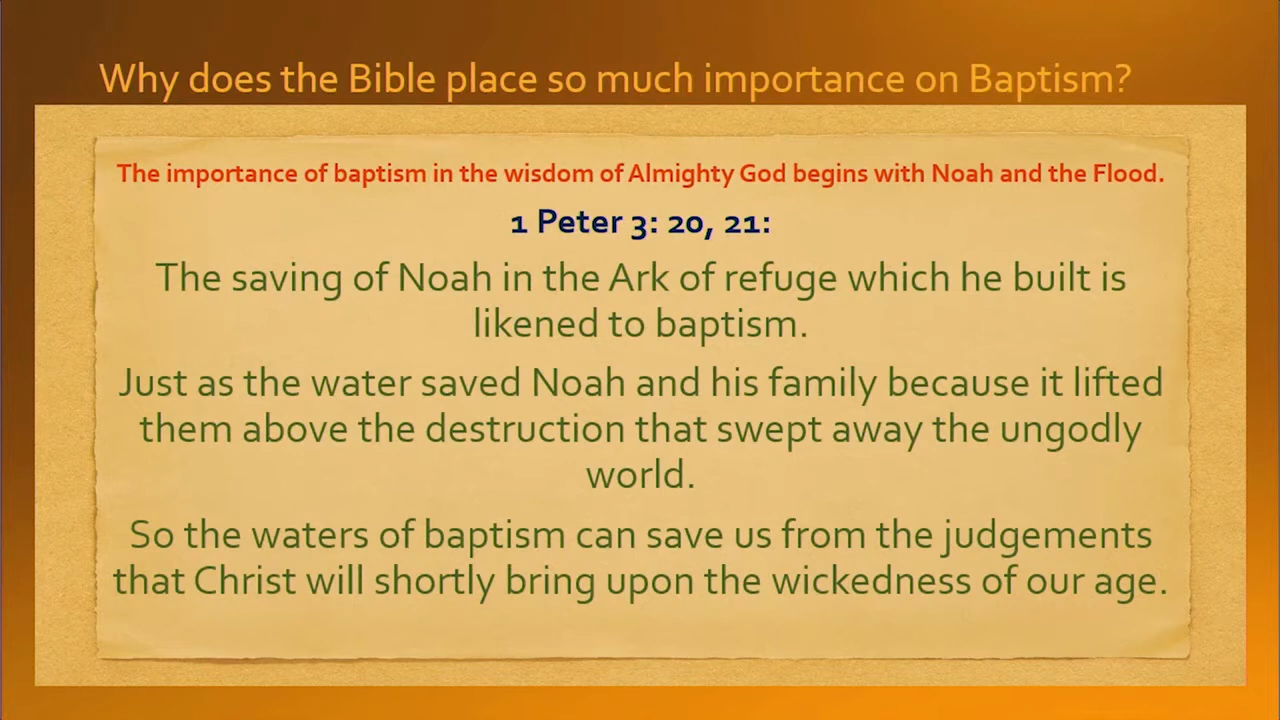 Why does the Bible place so much importance on Baptism?
The importance of baptism in the wisdom of Almighty God begins with Noah and the Flood.
1 Peter 3: 20, 21:
The saving of Noah in the Ark of refuge which he built is
likened to baptism.
Just as the water saved Noah and his family because it lifted
them above the destruction that swept away the ungodly
world.
So the waters of baptism can save us from the judgements
that Christ will shortly bring upon the wickedness of our age.